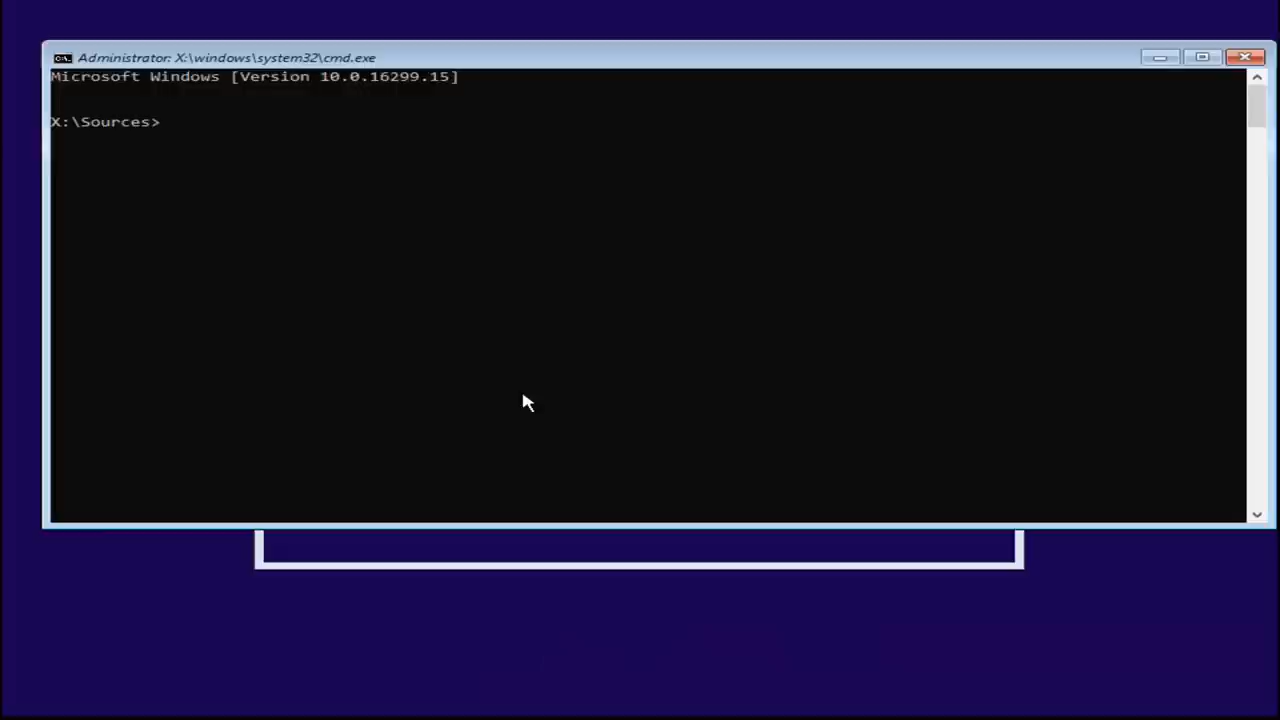 Administrator: X:\windows\system32\cmd.exe
Microsoft Windows [Version 10.0.16299.15]
X:\Sources>